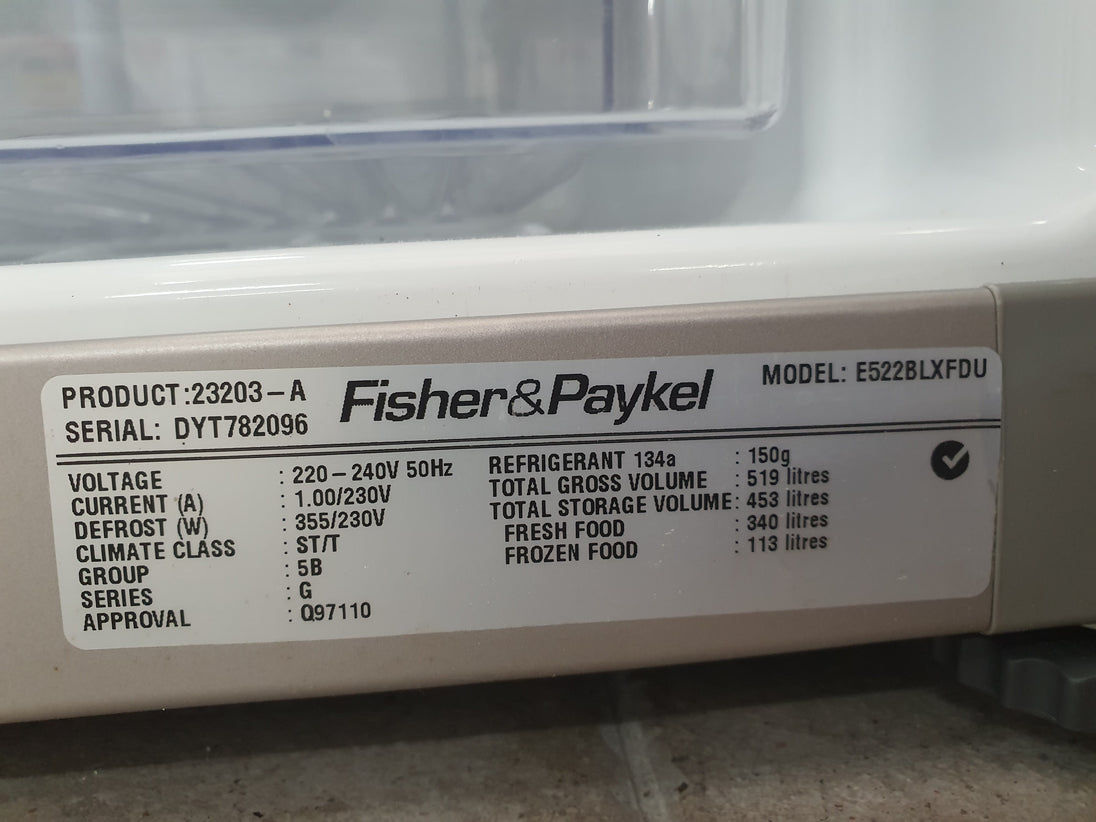 PRODUCT:23203-A
SERIAL: DYT782096
Fisher&Paykel
MODEL: E522BLXFDU
VOLTAGE : 220-240V 50Hz
CURRENT (A) : 1.00/230V
DEFROST (W) : 355/230V
CLIMATE CLASS : ST/T
GROUP : 5B
SERIES : G
APPROVAL : Q97110
REFRIGERANT 134a : 150g
TOTAL GROSS VOLUME : 519 litres
TOTAL STORAGE VOLUME: 453 litres
FRESH FOOD : 340 litres
FROZEN FOOD : 113 litres